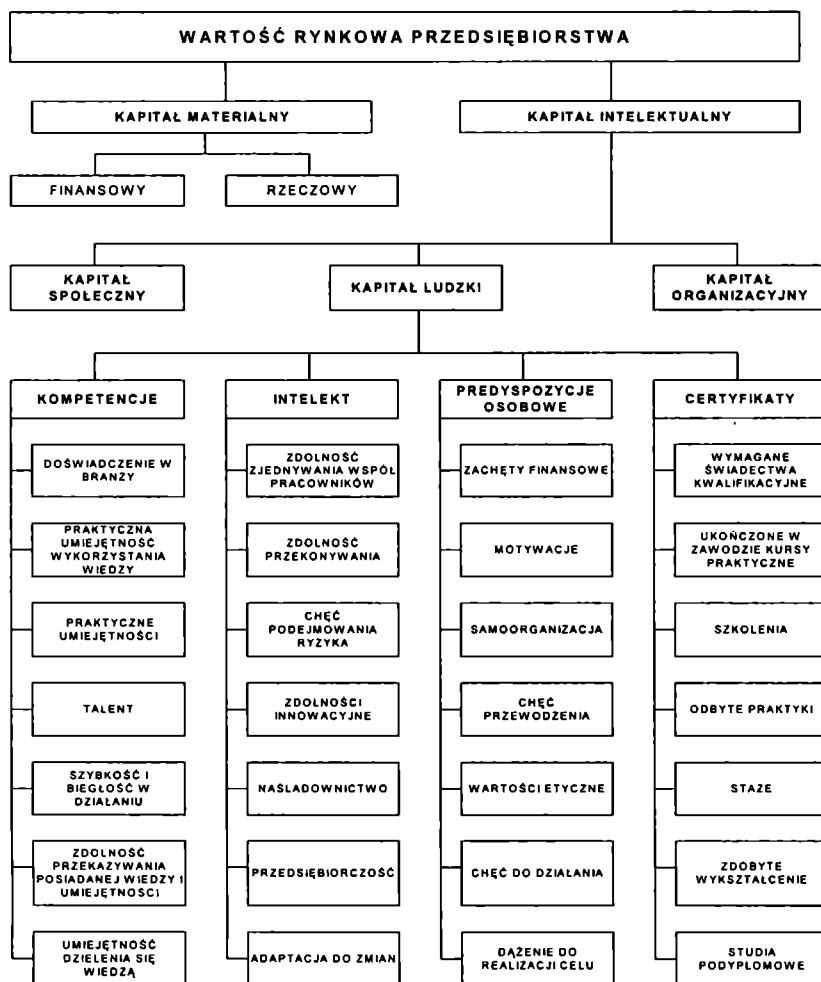 WARTOŚĆ RYNKOWA PRZEDSIĘBIORSTWA
KAPITAŁ MATERIALNY
KAPITAŁ INTELEKTUALNY
FINANSOWY
RZECZOWY
KAPITAŁ
SPOŁECZNY
KAPITAŁ LUDZKI
KAPITAŁ
ORGANIZACYJNY
KOMPETENCJE
DOŚWIADCZENIE W
BRANŻY
PRAKTYCZNA
UMIEJĘTNOŚĆ
WYKORZYSTANIA
WIEDZY
PRAKTYCZNE
UMIEJĘTNOŚCI
TALENT
SZYBKOŚĆ I
BIEGŁOŚĆ W
DZIAŁANIU
ZDOLNOŚĆ
PRZEKAZYWANIA
POSIADANEJ WIEDZY I
UMIEJĘTNOŚCI
UMIEJĘTNOŚĆ
DZIELENIA SIĘ
WIEDZĄ
INTELEKT
ZDOLNOŚĆ
ZJEDNYWANIA WSPÓŁ
PRACOWNIKÓW
ZDOLNOŚĆ
PRZEKONYWANIA
CHĘĆ
PODEJMOWANIA
RYZYKA
ZDOLNOŚCI
INNOWACYJNE
NAŚLADOWNICTWO
PRZEDSIĘBIORCZOŚĆ
ADAPTACJA DO ZMIAN
PREDYSPOZYCJE
OSOBOWE
ZACHĘTY FINANSOWE
MOTYWACJE
SAMOORGANIZACJA
CHĘĆ
PRZEWODZENIA
WARTOŚCI ETYCZNE
CHĘĆ DO DZIAŁANIA
DĄŻENIE DO
REALIZACJI CELU
CERTYFIKATY
WYMAGANE
ŚWIADECTWA
KWALIFIKACYJNE
UKOŃCZONE W
ZAWODZIE KURSY
PRAKTYCZNE
SZKOLENIA
ODBYTE PRAKTYKI
STAŻE
ZDOBYTE
WYKSZTAŁCENIE
STUDIA
PODYPLOMOWE